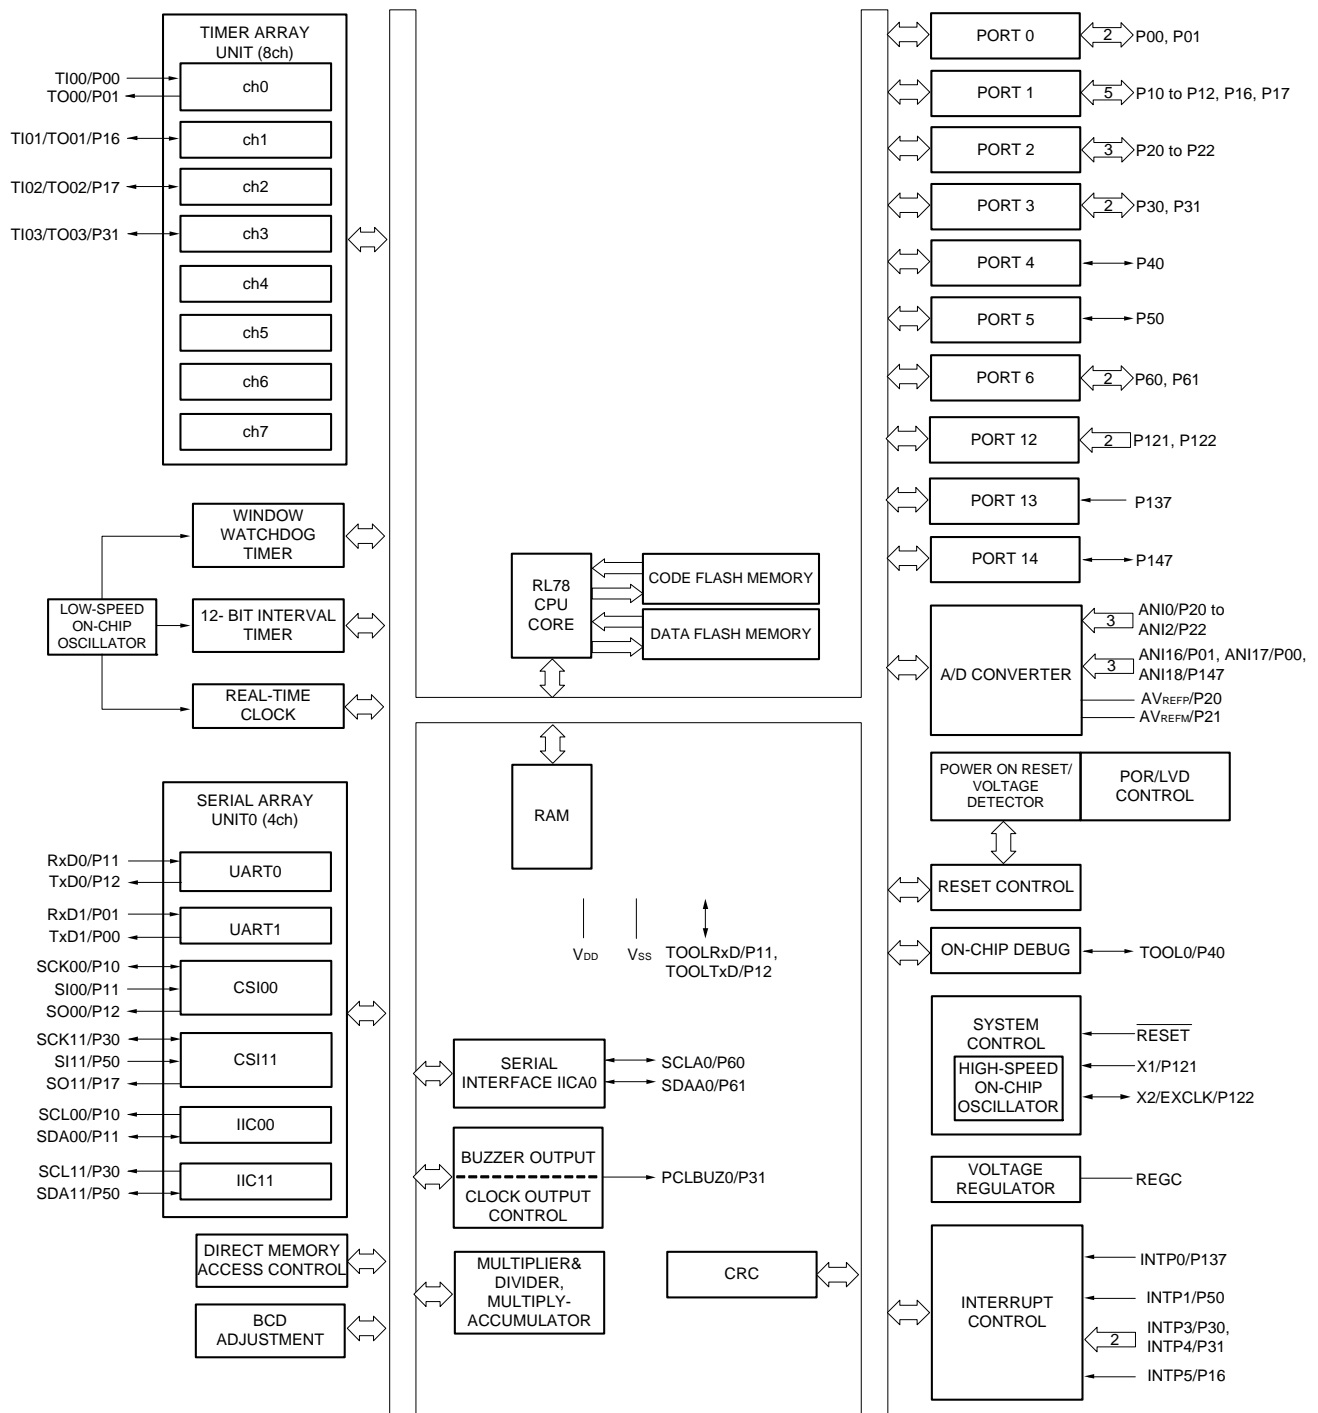 TIMER ARRAY
UNIT (8ch)
TI00/P00
TO00/P01
ch0
TI01/TO01/P16
ch1
TI02/TO02/P17
ch2
TI03/TO03/P31
ch3
ch4
ch5
ch6
ch7
WINDOW
WATCHDOG
TIMER
LOW-SPEED
ON-CHIP
OSCILLATOR
12- BIT INTERVAL
TIMER
REAL-TIME
CLOCK
SERIAL ARRAY
UNIT0 (4ch)
RxD0/P11
TxD0/P12
UART0
RxD1/P01
TxD1/P00
UART1
SCK00/P10
SI00/P11
SO00/P12
CSI00
SCK11/P30
SI11/P50
SO11/P17
CSI11
SCL00/P10
SDA00/P11
IIC00
SCL11/P30
SDA11/P50
IIC11
DIRECT MEMORY
ACCESS CONTROL
BCD
ADJUSTMENT
RL78
CPU
CORE
CODE FLASH MEMORY
DATA FLASH MEMORY
RAM
VDD
VSS
TOOLRxD/P11,
TOOLTxD/P12
SERIAL
INTERFACE IICA0
SCLA0/P60
SDAA0/P61
BUZZER OUTPUT
CLOCK OUTPUT
CONTROL
PCLBUZ0/P31
MULTIPLIER&
DIVIDER,
MULTIPLY-
ACCUMULATOR
CRC
PORT 0
2
P00, P01
PORT 1
5
P10 to P12, P16, P17
PORT 2
3
P20 to P22
PORT 3
2
P30, P31
PORT 4
P40
PORT 5
P50
PORT 6
2
P60, P61
PORT 12
2
P121, P122
PORT 13
P137
PORT 14
P147
A/D CONVERTER
3
ANI0/P20 to
ANI2/P22
3
ANI16/P01, ANI17/P00,
ANI18/P147
AVREFP/P20
AVREFM/P21
POWER ON RESET/
VOLTAGE
DETECTOR
POR/LVD
CONTROL
RESET CONTROL
ON-CHIP DEBUG
TOOL0/P40
SYSTEM
CONTROL
HIGH-SPEED
ON-CHIP
OSCILLATOR
RESET
X1/P121
X2/EXCLK/P122
VOLTAGE
REGULATOR
REGC
INTERRUPT
CONTROL
INTP0/P137
INTP1/P50
2
INTP3/P30,
INTP4/P31
INTP5/P16